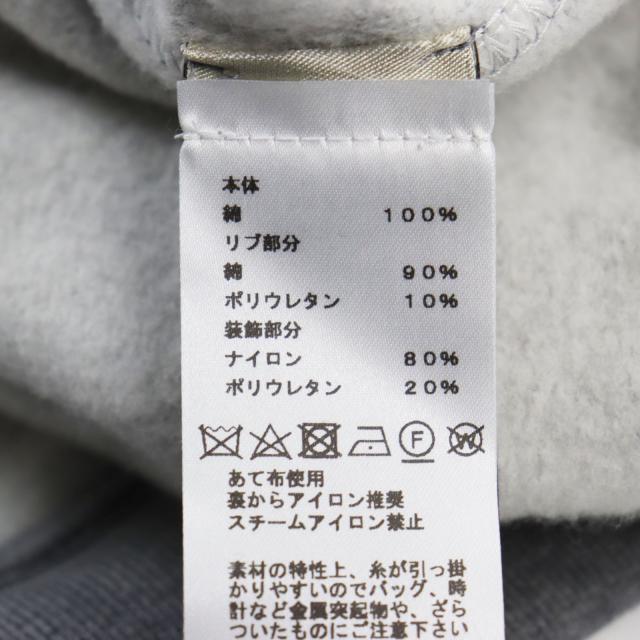 本体
綿 100%
リブ部分
綿 90%
ポリウレタン 10%
装飾部分
ナイロン 80%
ポリウレタン 20%
F W
あて布使用
裏からアイロン推奨
スチームアイロン禁止
素材の特性上、糸が引っ掛
かりやすいのでバッグ、時
計など金属突起物や、ざら
ついたものにご注意下さい